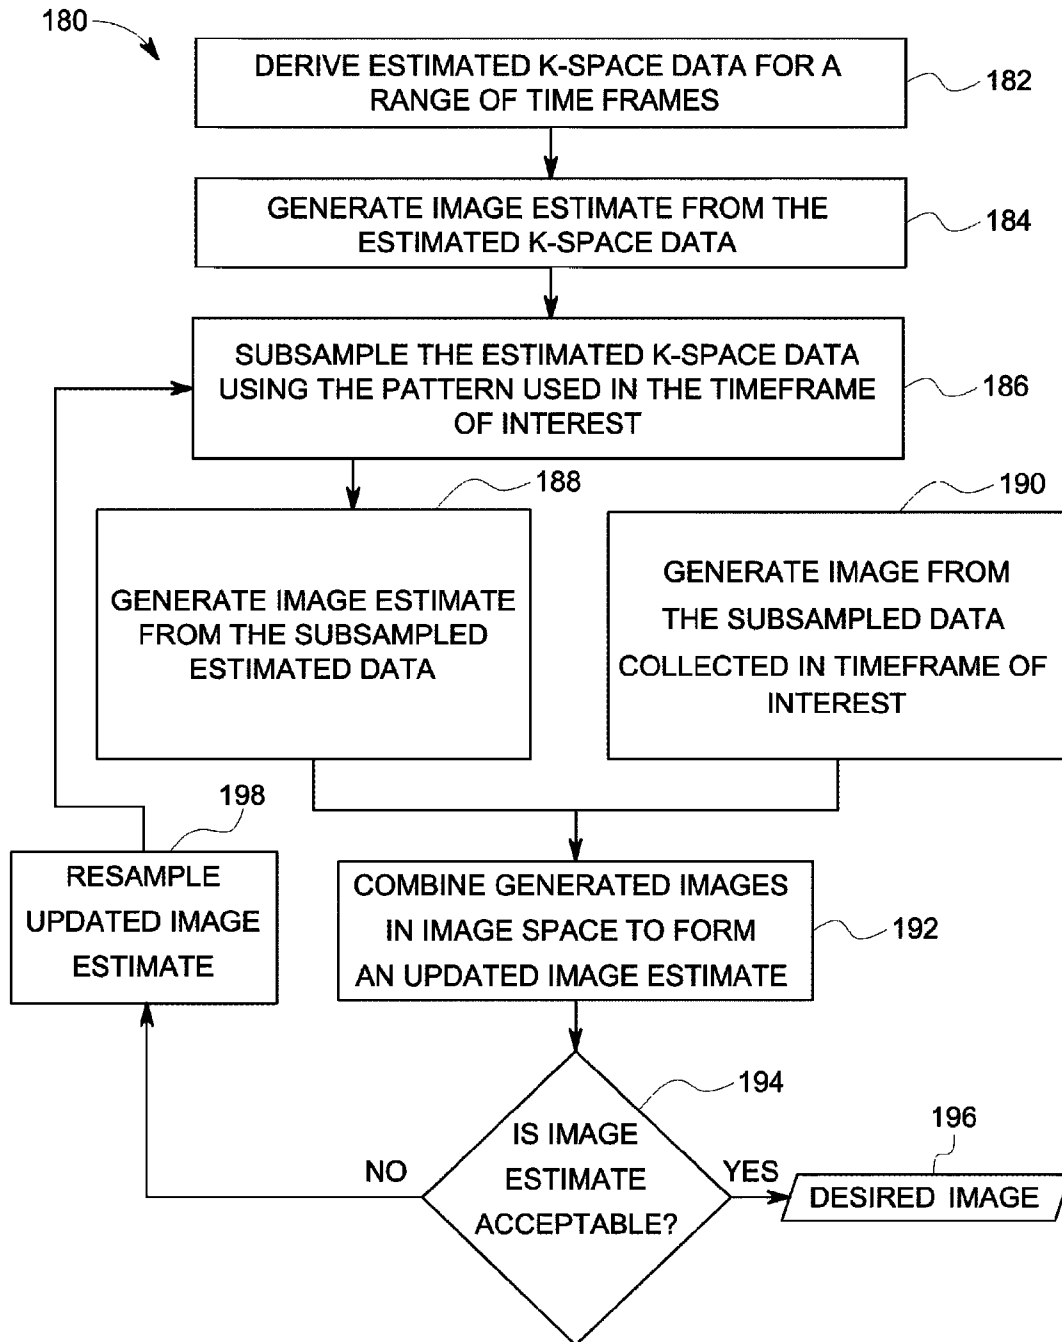 180
DERIVE ESTIMATED K-SPACE DATA FOR A
RANGE OF TIME FRAMES
182
GENERATE IMAGE ESTIMATE FROM THE
ESTIMATED K-SPACE DATA
184
SUBSAMPLE THE ESTIMATED K-SPACE DATA
USING THE PATTERN USED IN THE TIMEFRAME
OF INTEREST
186
188
GENERATE IMAGE ESTIMATE
FROM THE SUBSAMPLED
ESTIMATED DATA
190
GENERATE IMAGE FROM
THE SUBSAMPLED DATA
COLLECTED IN TIMEFRAME OF
INTEREST
198
RESAMPLE
UPDATED IMAGE
ESTIMATE
COMBINE GENERATED IMAGES
IN IMAGE SPACE TO FORM
AN UPDATED IMAGE ESTIMATE
192
194
IS IMAGE
ESTIMATE
ACCEPTABLE?
NO
YES
196
DESIRED IMAGE